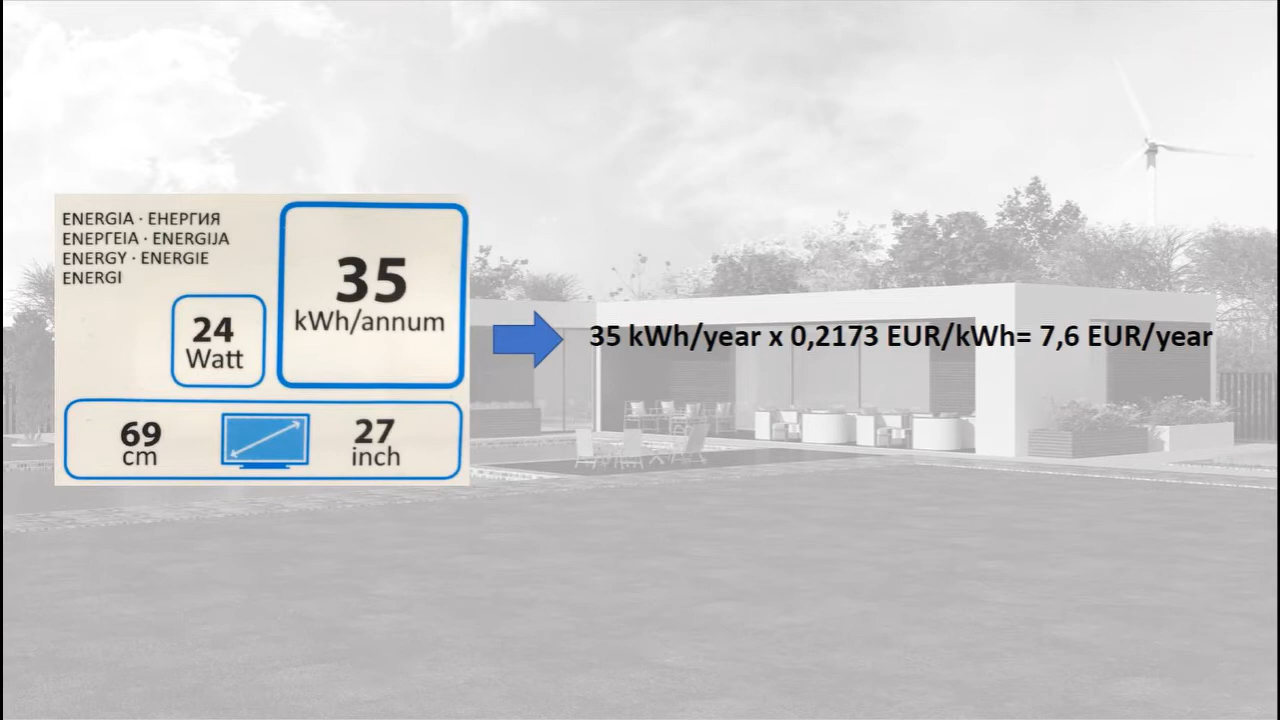 ENERGIA · ЕНЕРГИЯ
ΕΝΕΡΓΕΙΑ · ENERGIJA
ENERGY · ENERGIE
ENERGI
35
kWh/annum
24
Watt
69
cm
27
inch
35 kWh/year x 0,2173 EUR/kWh= 7,6 EUR/year